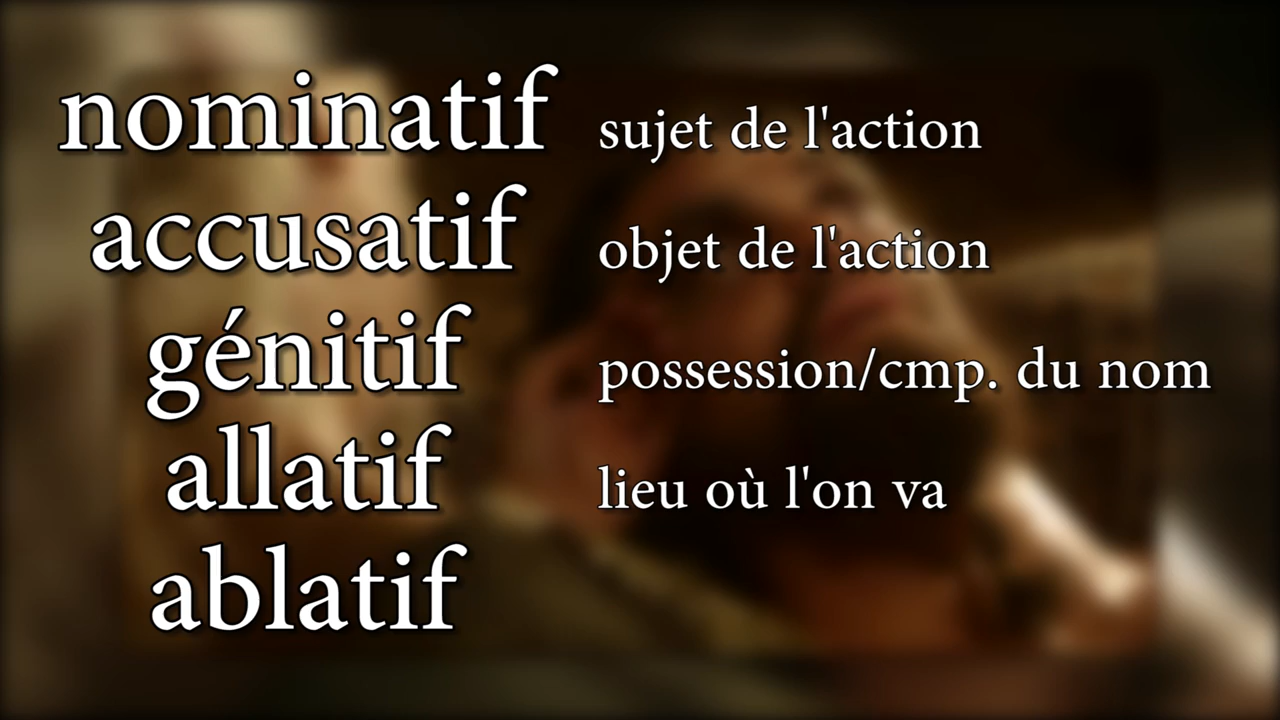 nominatif sujet de l'action
accusatif objet de l'action
génitif possession/cmp. du nom
allatif lieu où l'on va
ablatif